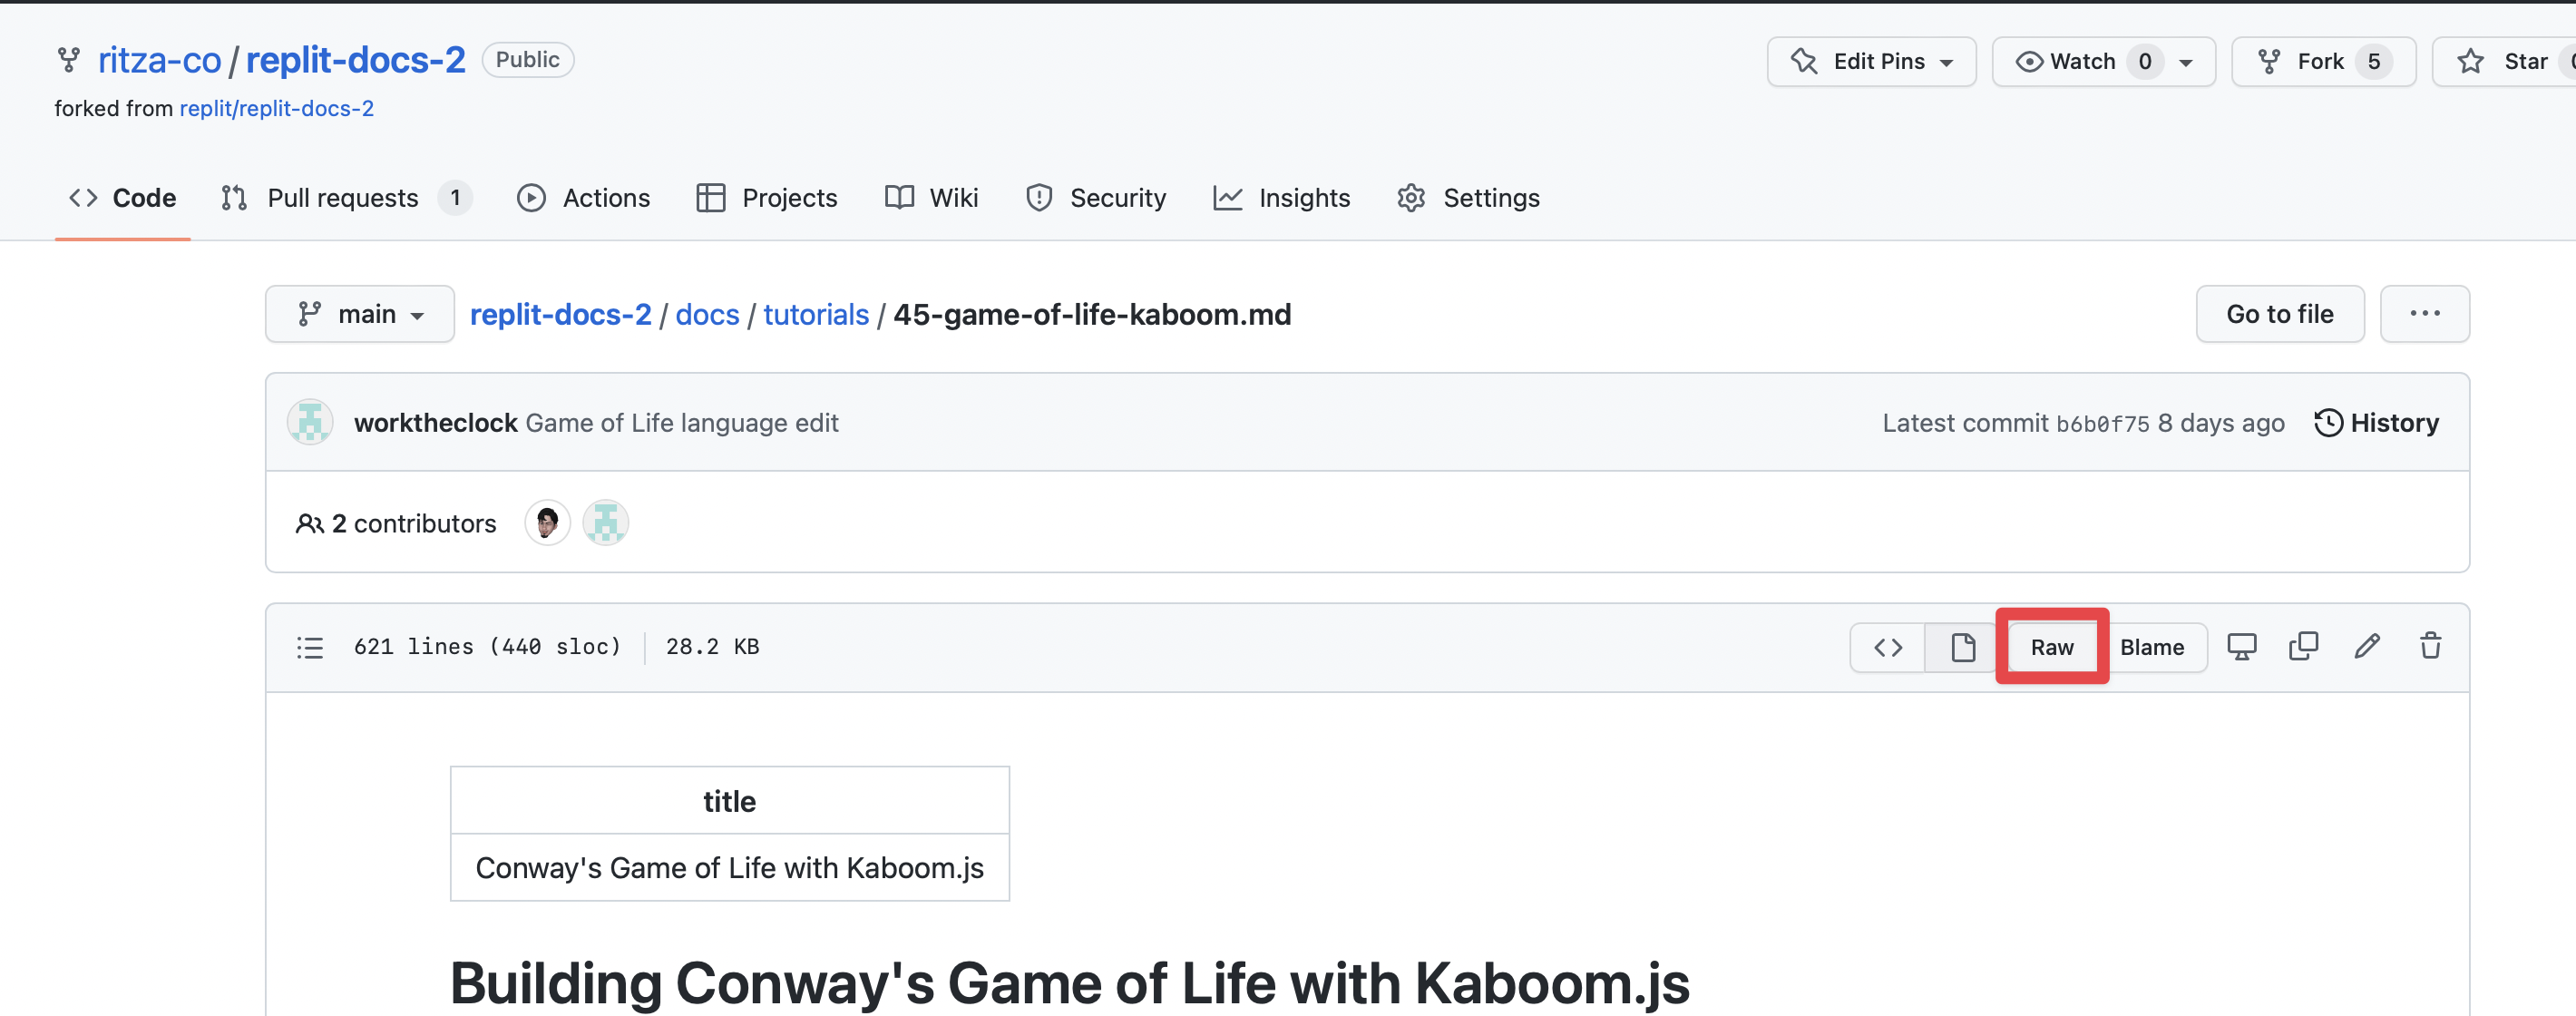 ritza-co / replit-docs-2 Public
Edit Pins Watch 0 Fork 5 Star
forked from replit/replit-docs-2
Code Pull requests 1 Actions Projects Wiki Security Insights Settings
main replit-docs-2 / docs / tutorials / 45-game-of-life-kaboom.md Go to file ...
worktheclock Game of Life language edit Latest commit b6b0f75 8 days ago History
2 contributors
621 lines (440 sloc) 28.2 KB <> Raw Blame
title
Conway's Game of Life with Kaboom.js
Building Conway's Game of Life with Kaboom.js